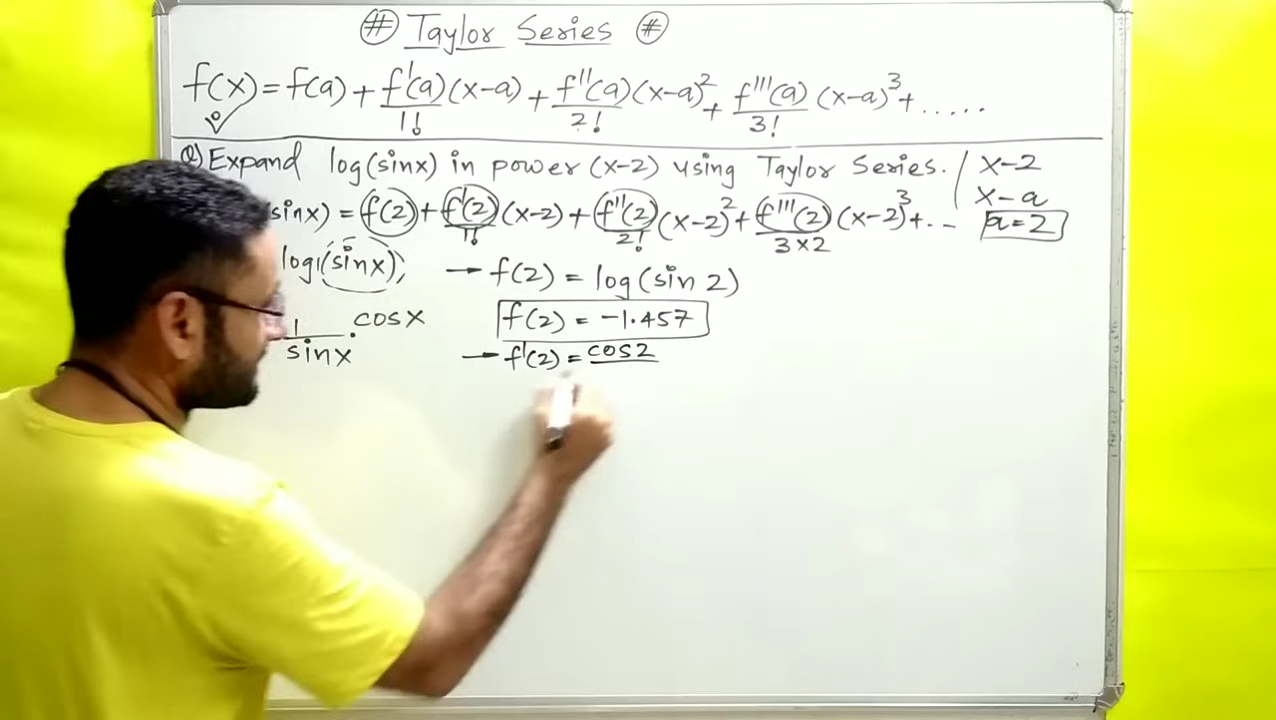 # Taylor Series #
f(x) = f(a) + f'(a)/1! (x-a) + f''(a)/2! (x-a)² + f'''(a)/3! (x-a)³ + .....
Q) Expand log(sinx) in power (x-2) using Taylor Series. / x-2
x-a
sinx) = f(2) + f'(2)/1! (x-2) + f''(2)/2! (x-2)² + f'''(2)/3×2 (x-2)³ + ... a=2
log(sinx), → f(2) = log(sin 2)
1/sinx . cosx f(2) = -1.457
→ f'(2) = cos2